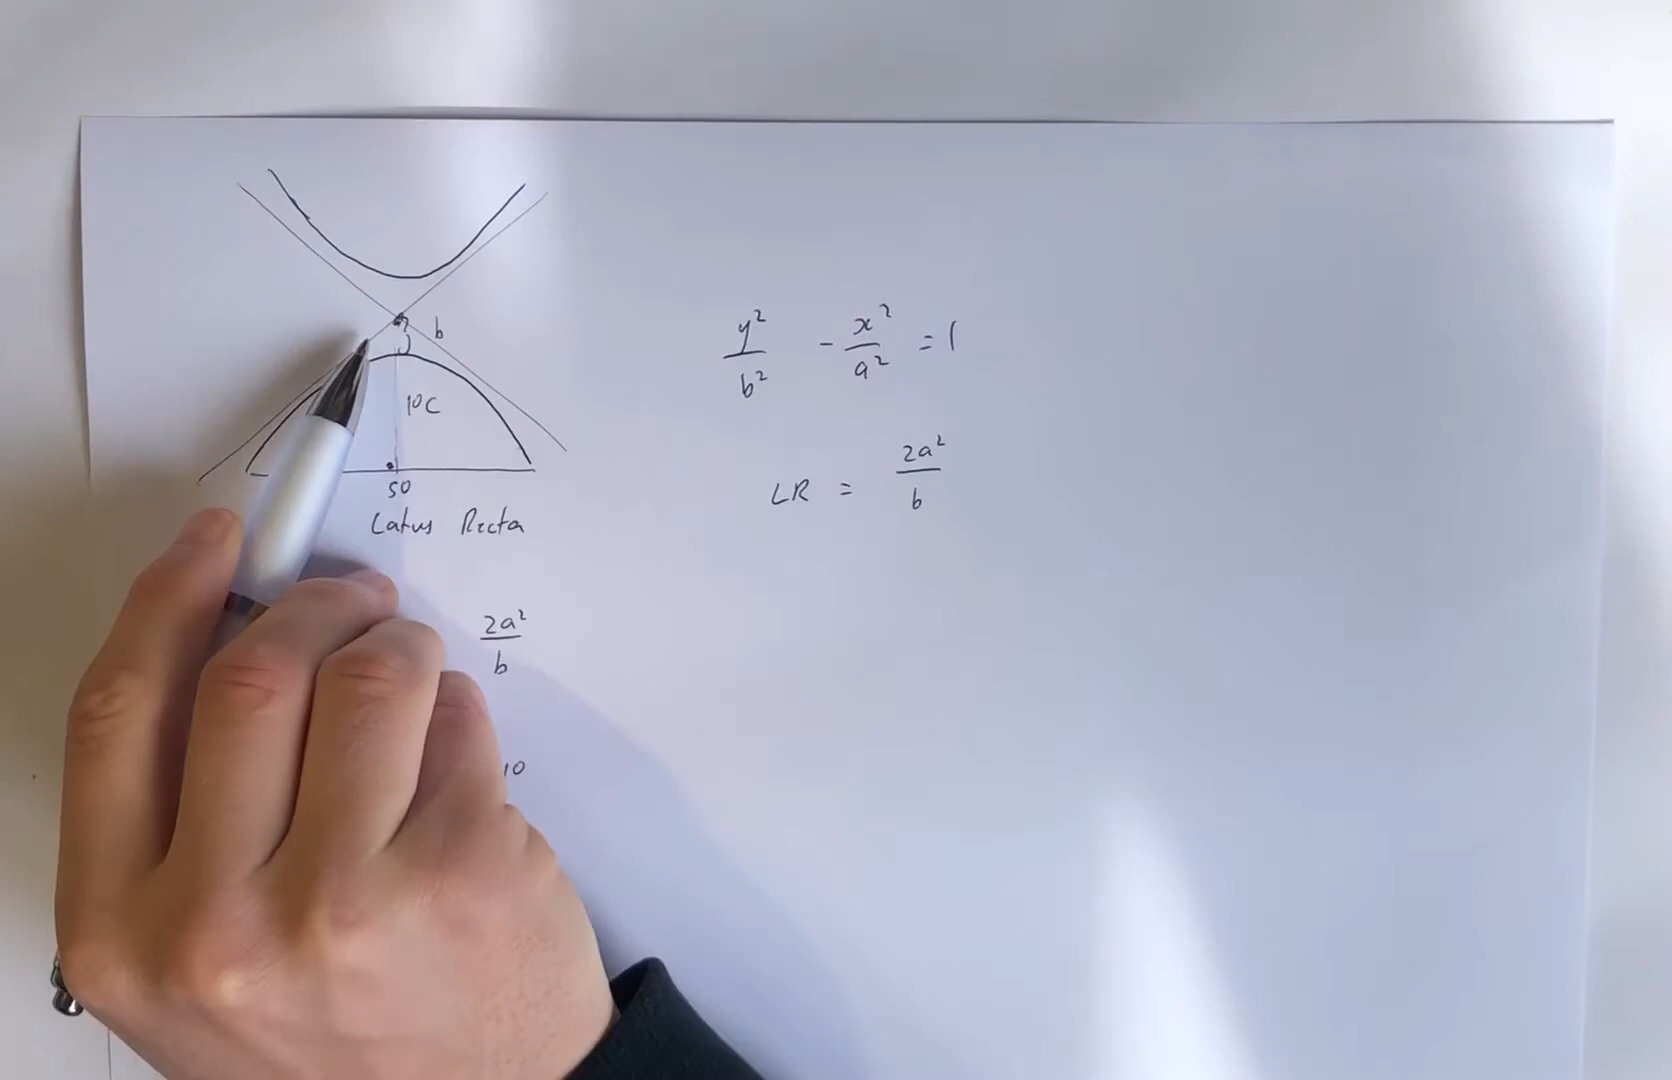 b
10C
50
Latus Recta
2a²
b
10
y²/b² - x²/a² = 1
LR = 2a²/b